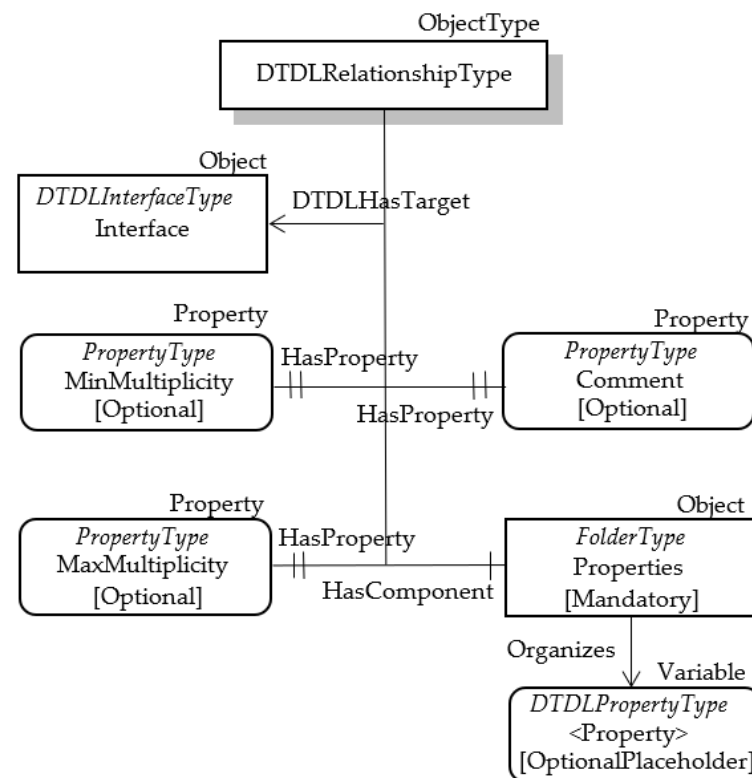 ObjectType
DTDLRelationshipType
Object
DTDLInterfaceType
Interface
DTDLHasTarget
Property
PropertyType
MinMultiplicity
[Optional]
HasProperty
Property
PropertyType
Comment
[Optional]
HasProperty
Property
PropertyType
MaxMultiplicity
[Optional]
HasProperty
HasComponent
Object
FolderType
Properties
[Mandatory]
Organizes
Variable
DTDLPropertyType
<Property>
[OptionalPlaceholder]